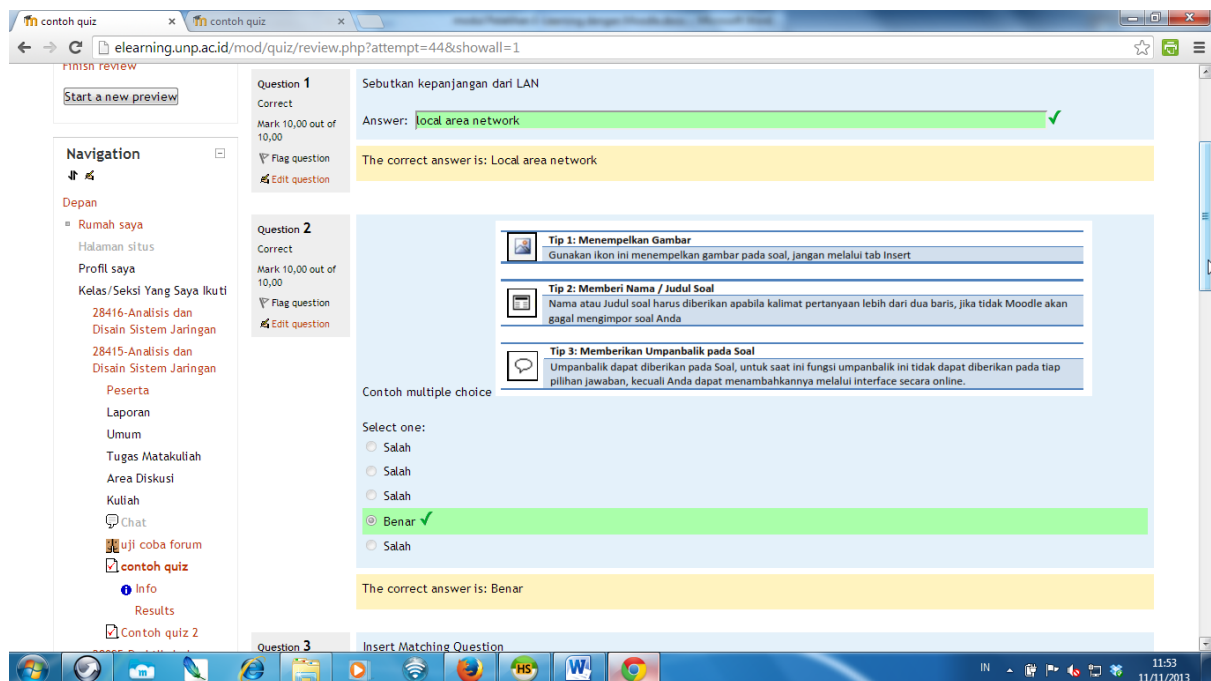 contoh quiz
contoh quiz
elearning.unp.ac.id/mod/quiz/review.php?attempt=44&showall=1
Finish review
Start a new preview
Navigation
Depan
Rumah saya
Halaman situs
Profil saya
Kelas/Seksi Yang Saya Ikuti
28416-Analisis dan
Disain Sistem Jaringan
28415-Analisis dan
Disain Sistem Jaringan
Peserta
Laporan
Umum
Tugas Matakuliah
Area Diskusi
Kuliah
Chat
uji coba forum
contoh quiz
Info
Results
Contoh quiz 2
Question 1
Correct
Mark 10,00 out of
10,00
Flag question
Edit question
Sebutkan kepanjangan dari LAN
Answer: local area network
The correct answer is: Local area network
Question 2
Correct
Mark 10,00 out of
10,00
Flag question
Edit question
Tip 1: Menempelkan Gambar
Gunakan ikon ini menempelkan gambar pada soal, jangan melalui tab Insert
Tip 2: Memberi Nama / Judul Soal
Nama atau Judul soal harus diberikan apabila kalimat pertanyaan lebih dari dua baris, jika tidak Moodle akan
gagal mengimpor soal Anda
Tip 3: Memberikan Umpanbalik pada Soal
Umpanbalik dapat diberikan pada Soal, untuk saat ini fungsi umpanbalik ini tidak dapat diberikan pada tiap
pilihan jawaban, kecuali Anda dapat menambahkannya melalui interface secara online.
Contoh multiple choice
Select one:
Salah
Salah
Salah
Benar
Salah
The correct answer is: Benar
Question 3
Insert Matching Question
m
HS
W
IN
11:53
11/11/2013